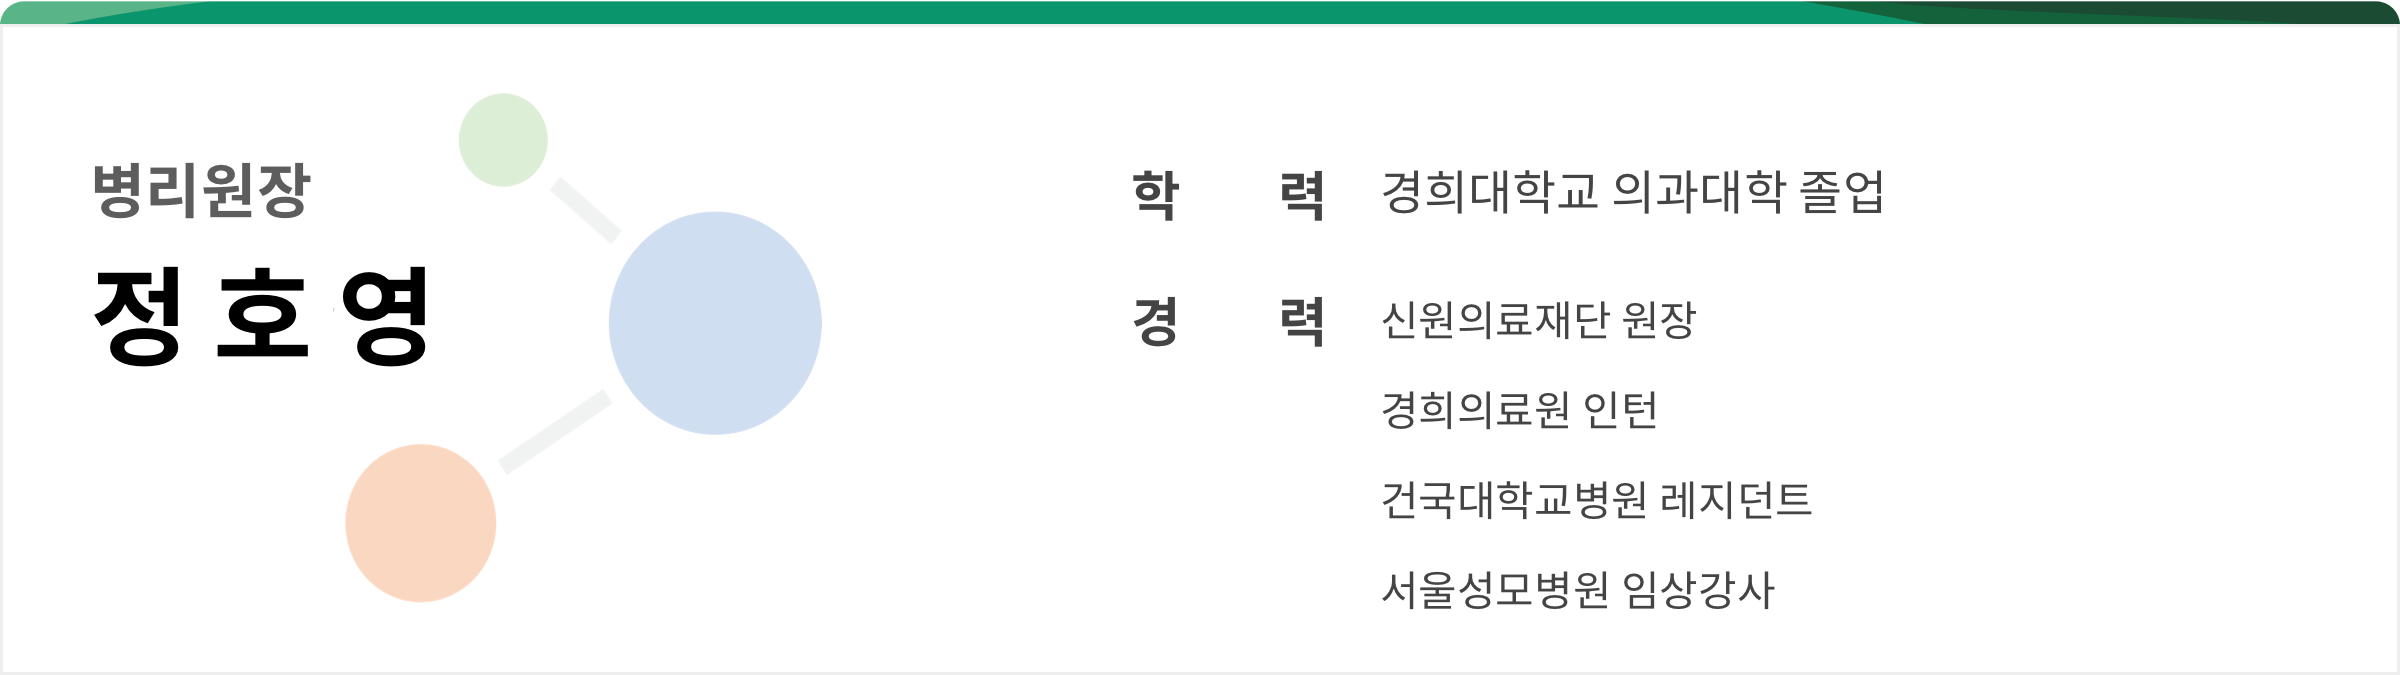 병리원장
정호영
학 력 경희대학교 의과대학 졸업
경 력 신원의료재단 원장
경희의료원 인턴
건국대학교병원 레지던트
서울성모병원 임상강사